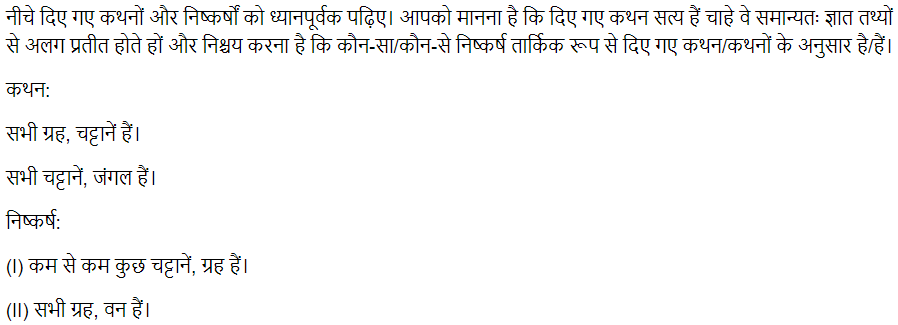 नीचे दिए गए कथनों और निष्कर्षों को ध्यानपूर्वक पढ़िए। आपको मानना है कि दिए गए कथन सत्य हैं चाहे वे समान्यतः ज्ञात तथ्यों
से अलग प्रतीत होते हों और निश्चय करना है कि कौन-सा/कौन-से निष्कर्ष तार्किक रूप से दिए गए कथन/कथनों के अनुसार है/हैं।
कथन:
सभी ग्रह, चट्टानें हैं।
सभी चट्टानें, जंगल हैं।
निष्कर्ष:
(I) कम से कम कुछ चट्टानें, ग्रह हैं।
(II) सभी ग्रह, वन हैं।